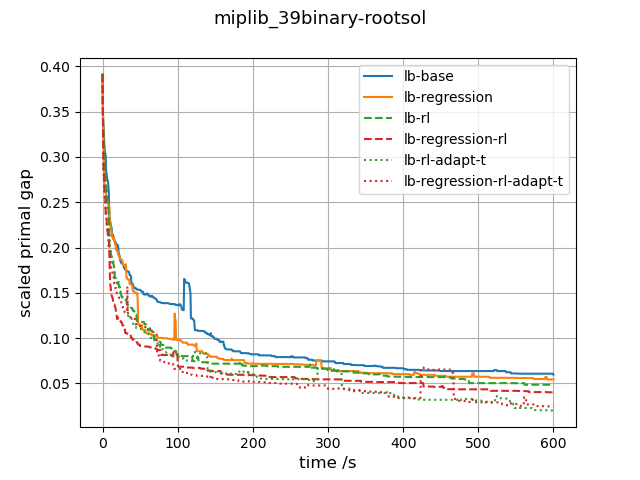 miplib_39binary-rootsol
scaled primal gap
0.40
0.35
0.30
0.25
0.20
0.15
0.10
0.05
lb-base
lb-regression
lb-rl
lb-regression-rl
lb-rl-adapt-t
lb-regression-rl-adapt-t
0 100 200 300 400 500 600
time /s